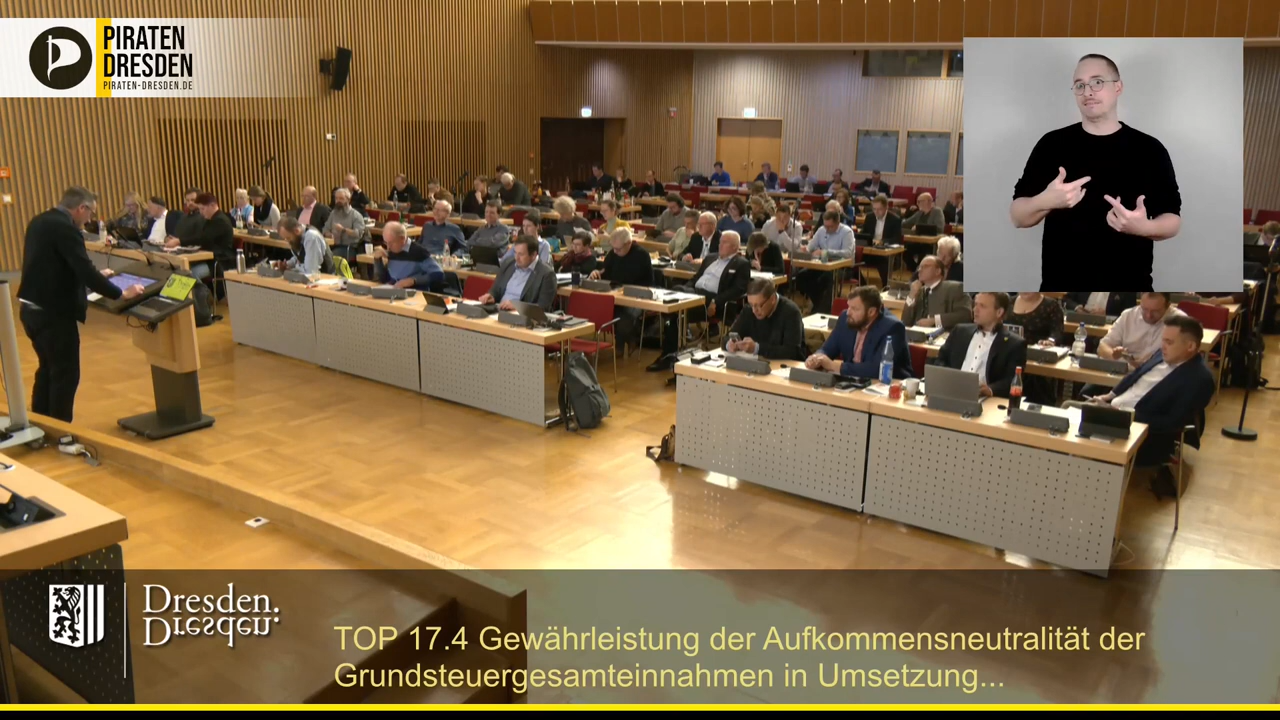 PIRATEN
DRESDEN
PIRATEN-DRESDEN.DE
Dresden.
Dresden.
TOP 17.4 Gewährleistung der Aufkommensneutralität der
Grundsteuergesamteinnahmen in Umsetzung...